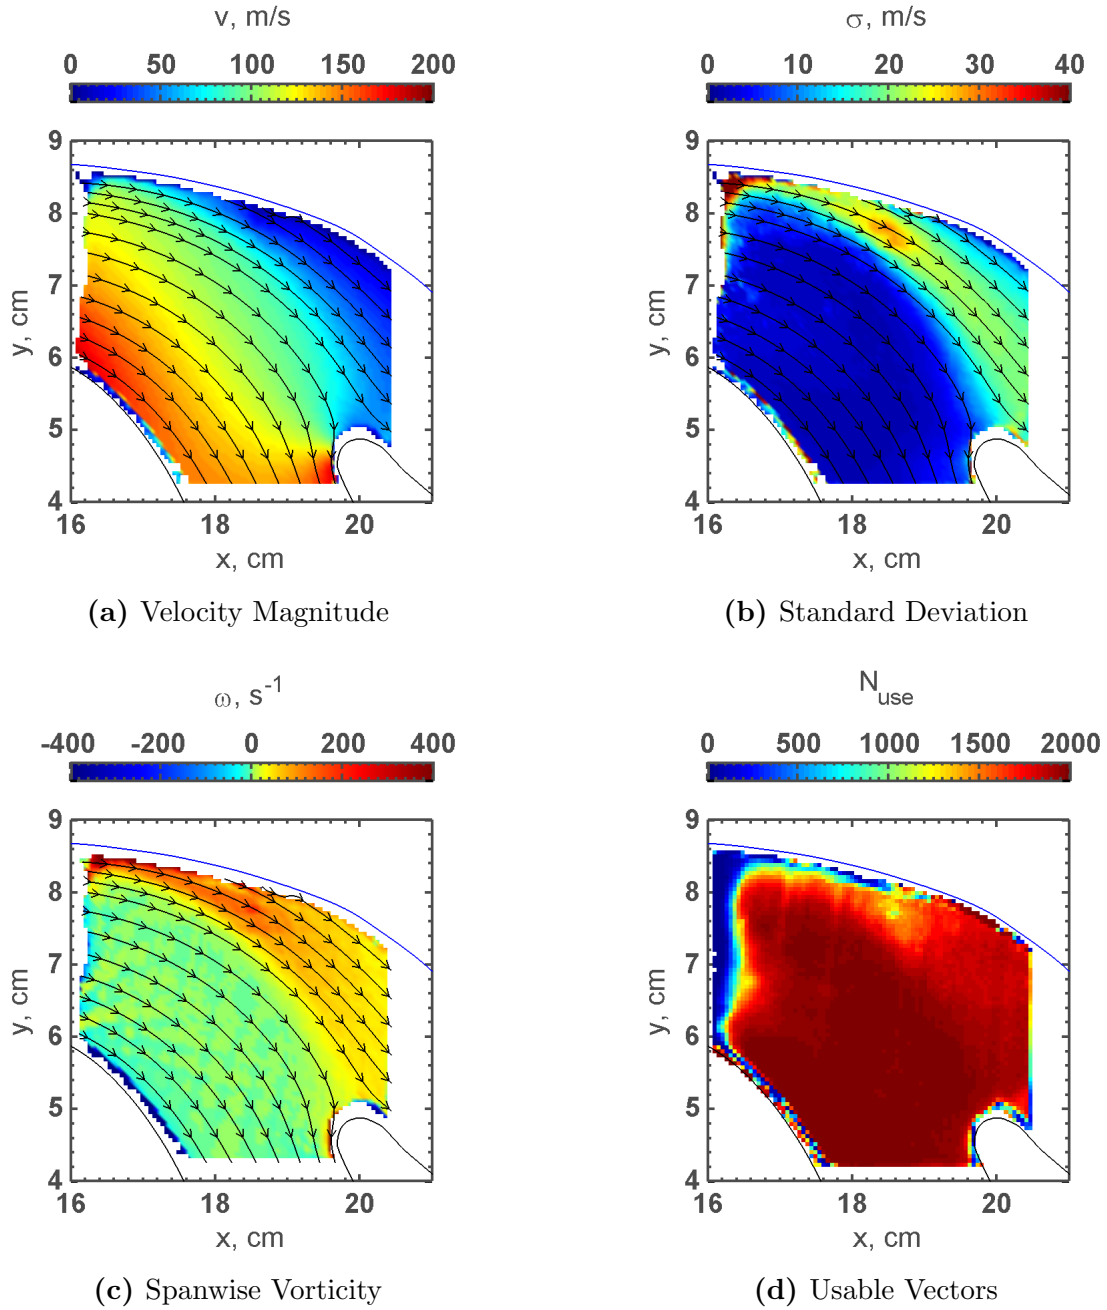 v, m/s
0 50 100 150 200
9
8
7
6
5
4
y, cm
16 18 20
x, cm
(a) Velocity Magnitude
σ, m/s
0 10 20 30 40
9
8
7
6
5
4
y, cm
16 18 20
x, cm
(b) Standard Deviation
ω, s-1
-400 -200 0 200 400
9
8
7
6
5
4
y, cm
16 18 20
x, cm
(c) Spanwise Vorticity
Nuse
0 500 1000 1500 2000
9
8
7
6
5
4
y, cm
16 18 20
x, cm
(d) Usable Vectors